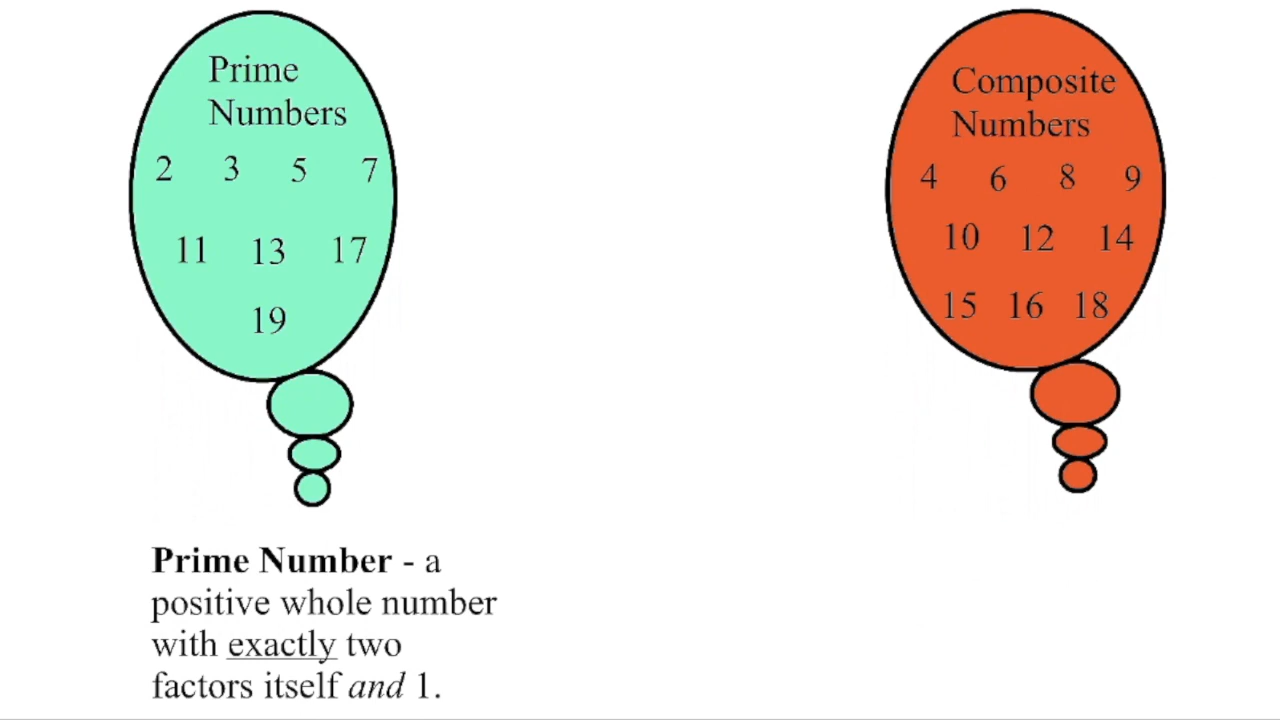 Prime
Numbers
2 3 5 7
11 13 17
19
Composite
Numbers
4 6 8 9
10 12 14
15 16 18
Prime Number - a
positive whole number
with exactly two
factors itself and 1.